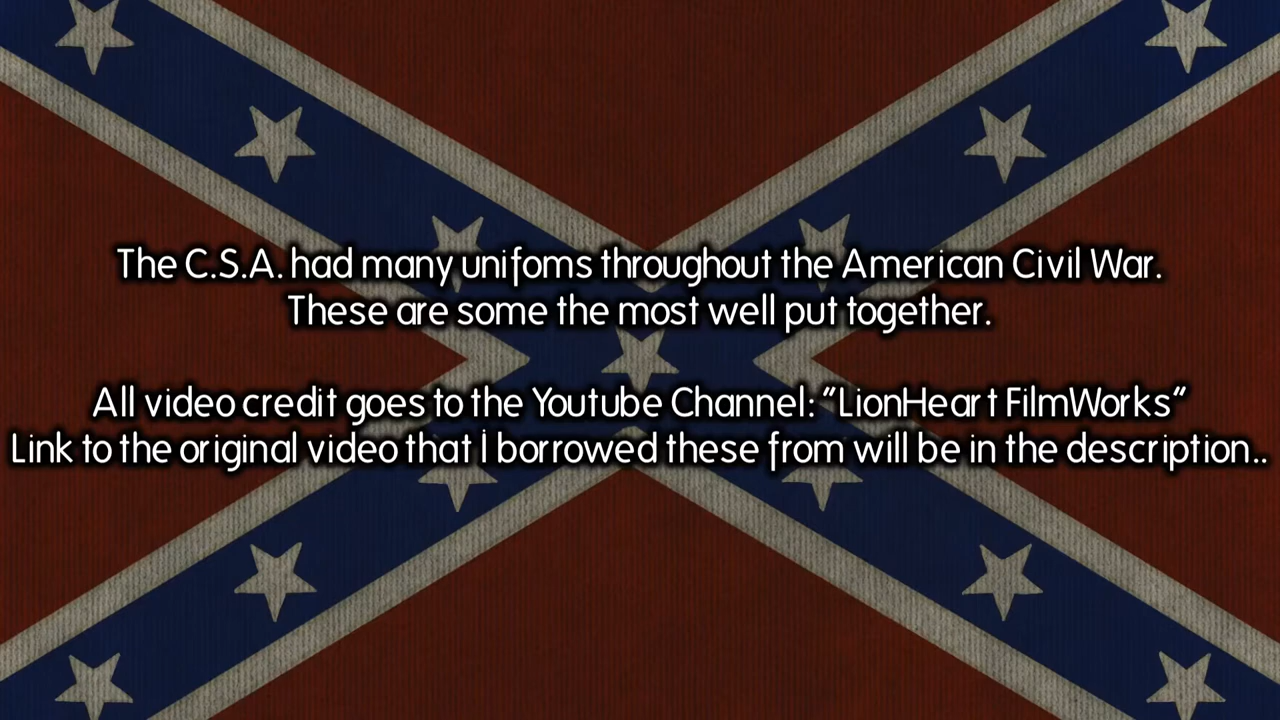 The C.S.A. had many unifoms throughout the American Civil War.
These are some the most well put together.
All video credit goes to the Youtube Channel: "LionHeart FilmWorks"
Link to the original video that I borrowed these from will be in the description..